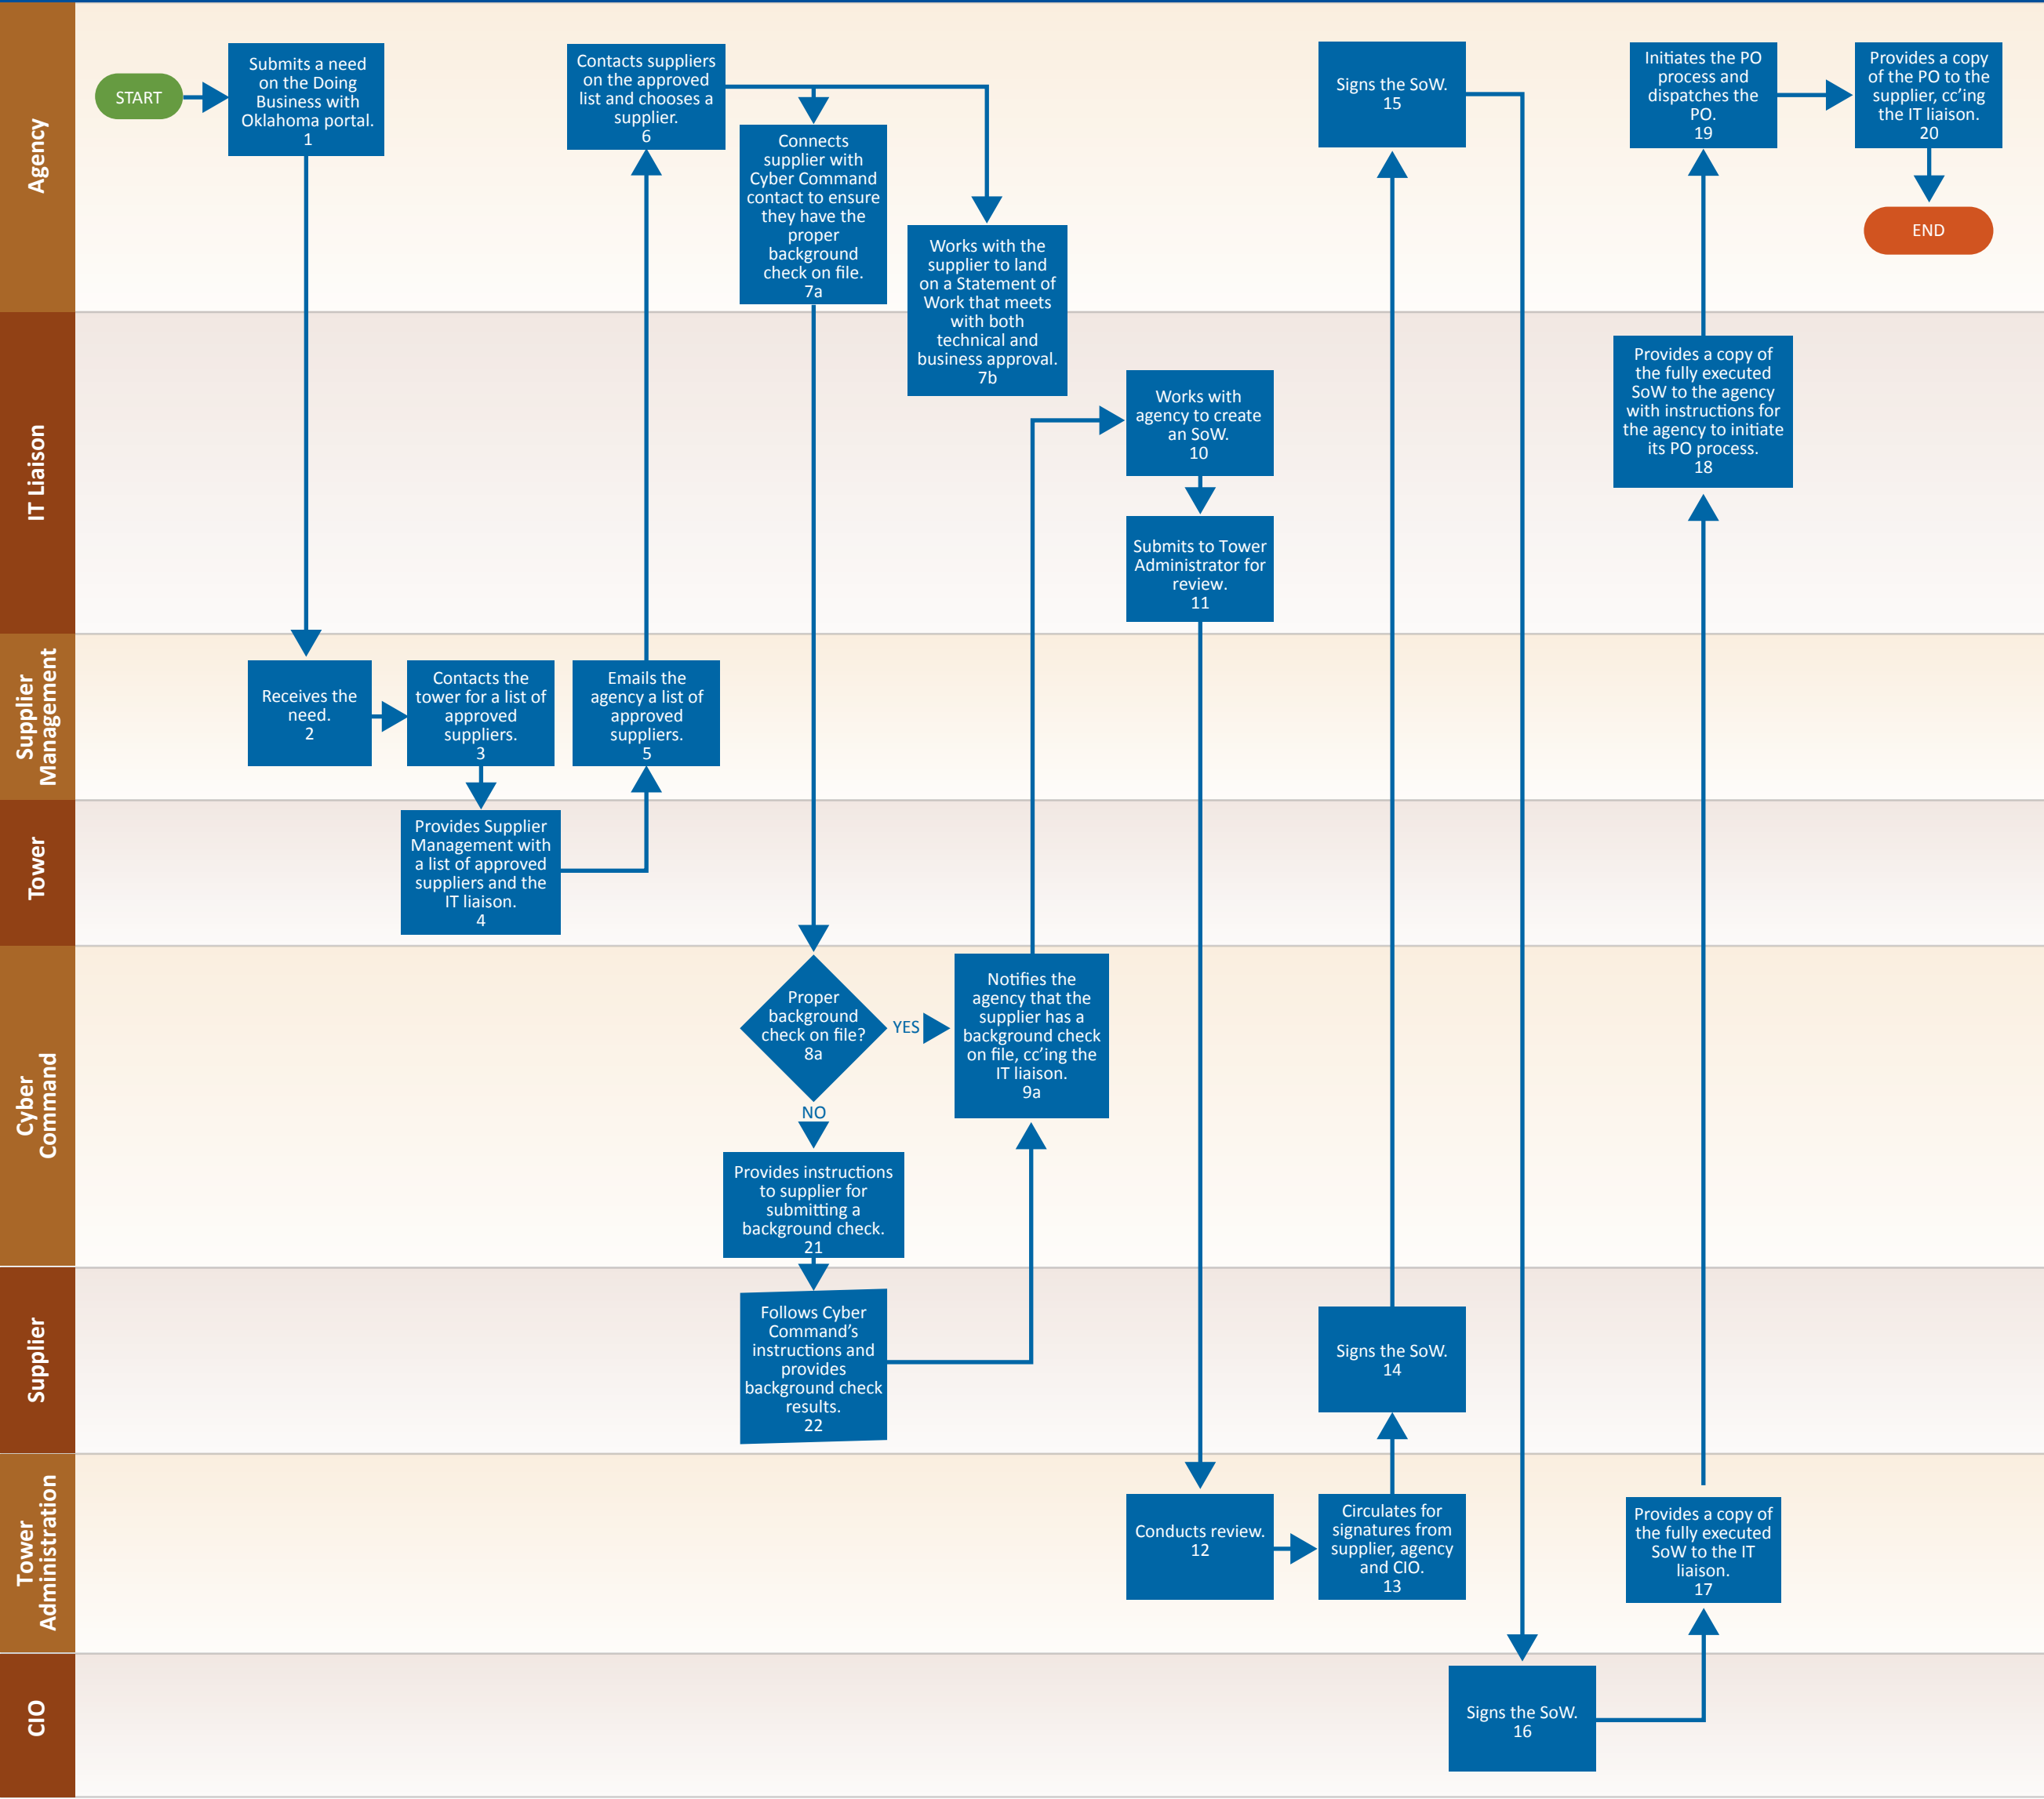 Agency
START
Submits a need
on the Doing
Business with
Oklahoma portal.
1
Contacts suppliers
on the approved
list and chooses a
supplier.
6
Connects
supplier with
Cyber Command
contact to ensure
they have the
proper
background
check on file.
7a
Works with the
supplier to land
on a Statement of
Work that meets
with both
technical and
business approval.
7b
Signs the SoW.
15
Initiates the PO
process and
dispatches the
PO.
19
Provides a copy
of the PO to the
supplier, cc’ing
the IT liaison.
20
END
IT Liaison
Works with
agency to create
an SoW.
10
Submits to Tower
Administrator for
review.
11
Provides a copy of
the fully executed
SoW to the agency
with instructions for
the agency to initiate
its PO process.
18
Supplier
Management
Receives the
need.
2
Contacts the
tower for a list of
approved
suppliers.
3
Emails the
agency a list of
approved
suppliers.
5
Tower
Provides Supplier
Management with
a list of approved
suppliers and the
IT liaison.
4
Cyber
Command
Proper
background
check on file?
8a
YES
Notifies the
agency that the
supplier has a
background check
on file, cc’ing the
IT liaison.
9a
NO
Provides instructions
to supplier for
submitting a
background check.
21
Supplier
Follows Cyber
Command’s
instructions and
provides
background check
results.
22
Signs the SoW.
14
Tower
Administration
Conducts review.
12
Circulates for
signatures from
supplier, agency
and CIO.
13
Provides a copy of
the fully executed
SoW to the IT
liaison.
17
CIO
Signs the SoW.
16